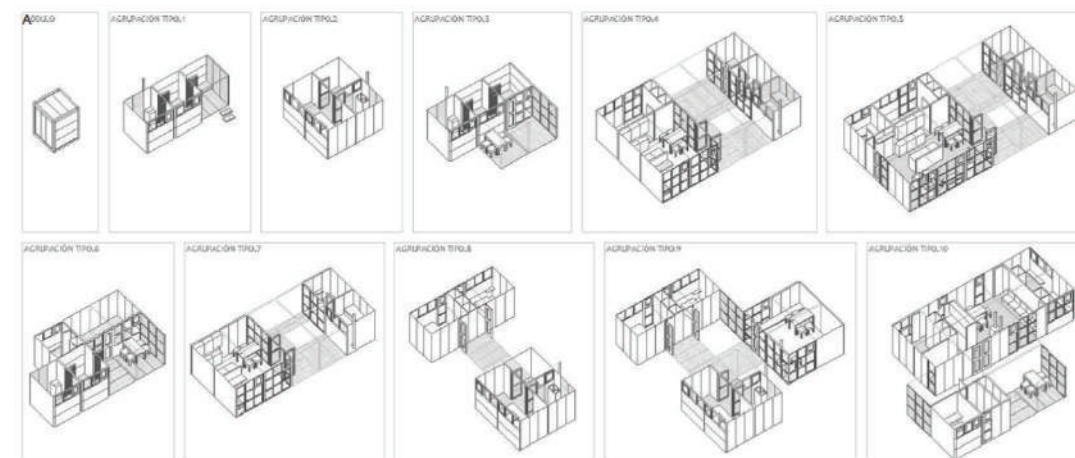 A
MÓDULO
AGRUPACIÓN TIPO.1
AGRUPACIÓN TIPO.2
AGRUPACIÓN TIPO.3
AGRUPACIÓN TIPO.4
AGRUPACIÓN TIPO.5
AGRUPACIÓN TIPO.6
AGRUPACIÓN TIPO.7
AGRUPACIÓN TIPO.8
AGRUPACIÓN TIPO.9
AGRUPACIÓN TIPO.10